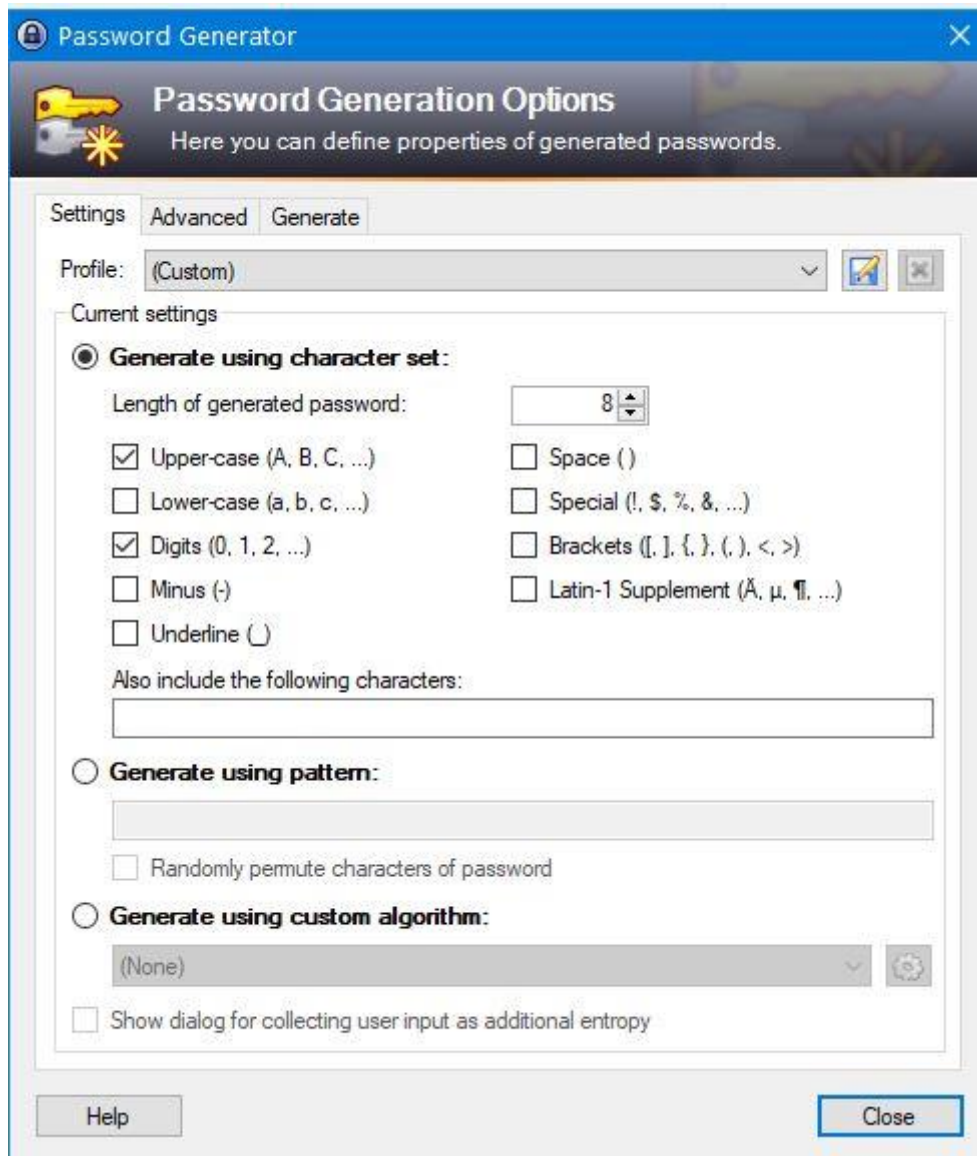 Password Generator
Password Generation Options
Here you can define properties of generated passwords.
Settings Advanced Generate
Profile: (Custom)
Current settings
Generate using character set:
Length of generated password: 8
Upper-case (A, B, C, ...) Space ( )
Lower-case (a, b, c, ...) Special (!, $, %, &, ...)
Digits (0, 1, 2, ...) Brackets ([, ], {, }, (, ), <, >)
Minus (-) Latin-1 Supplement (Ä, µ, ¶, ...)
Underline (_)
Also include the following characters:
Generate using pattern:
Randomly permute characters of password
Generate using custom algorithm:
(None)
Show dialog for collecting user input as additional entropy
Help Close